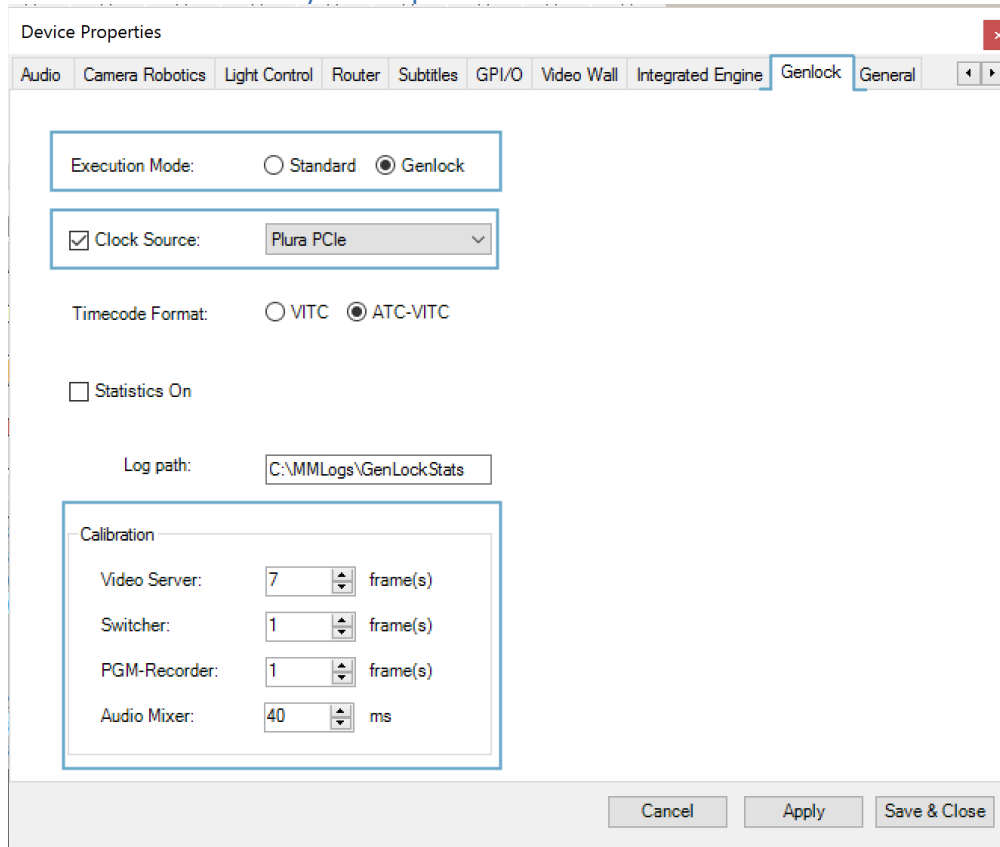 Device Properties
Audio Camera Robotics Light Control Router Subtitles GPI/O Video Wall Integrated Engine Genlock General
Execution Mode: Standard Genlock
Clock Source: Plura PCIe
Timecode Format: VITC ATC-VITC
Statistics On
Log path: C:\MMLogs\GenLockStats
Calibration
Video Server: 7 frame(s)
Switcher: 1 frame(s)
PGM-Recorder: 1 frame(s)
Audio Mixer: 40 ms
Cancel Apply Save & Close